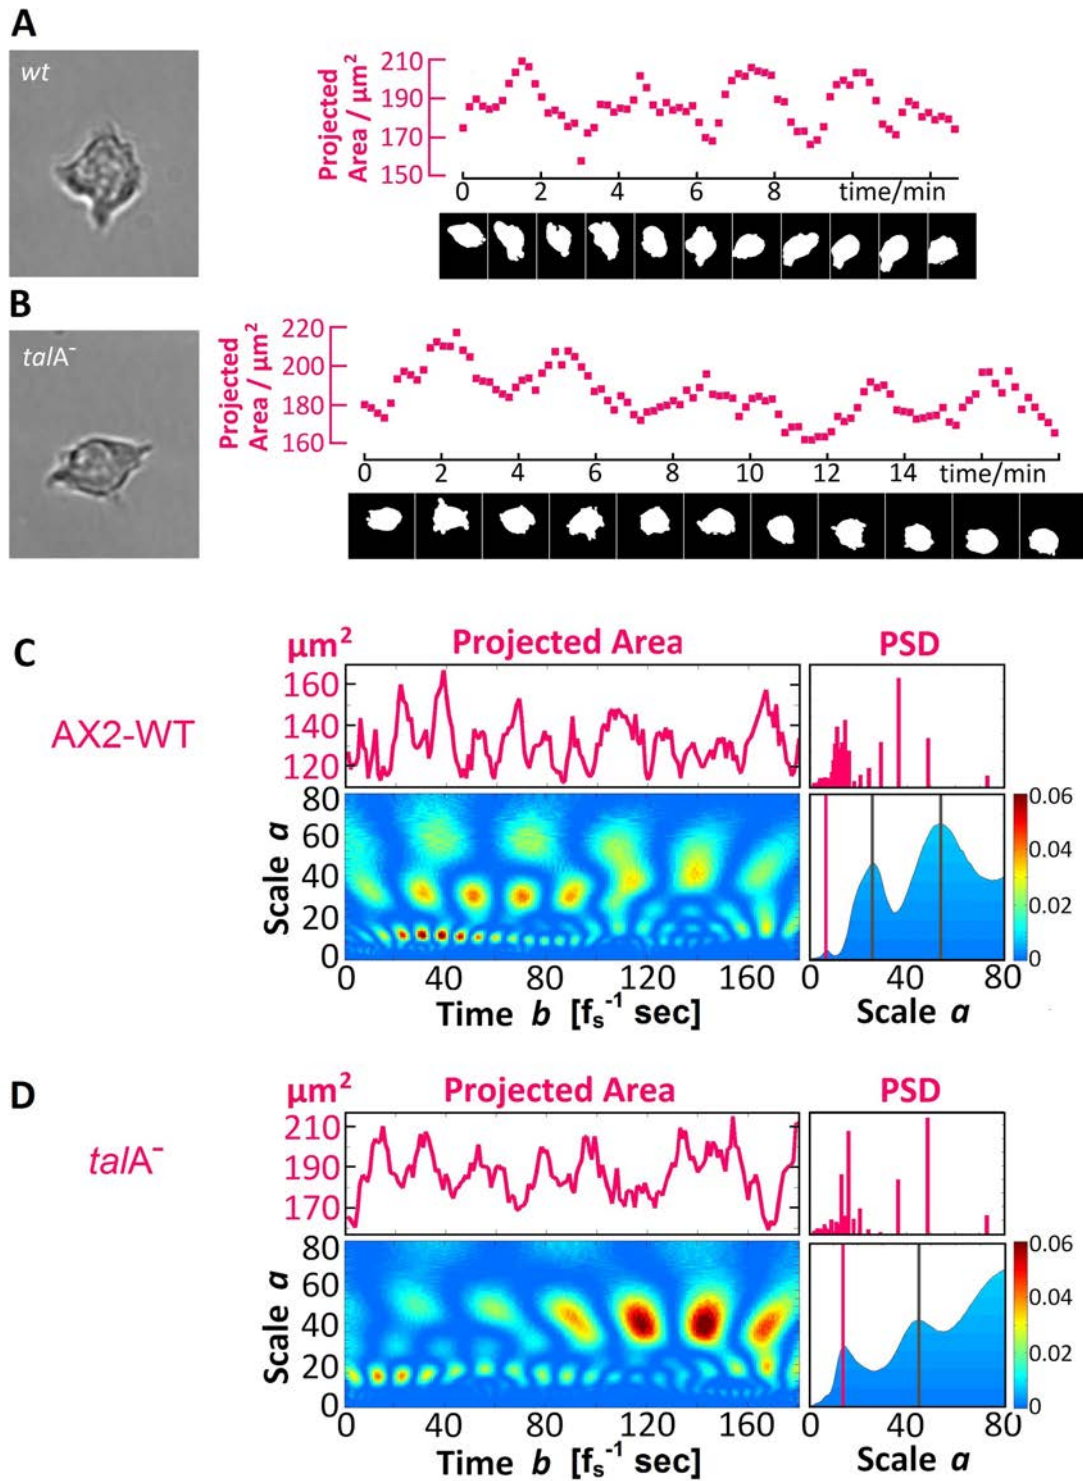 A
wt
Projected
Area / µm²
210
190
170
150
0 2 4 6 8 time/min
B
talA⁻
Projected
Area / µm²
220
200
180
160
0 2 4 6 8 10 12 14 time/min
C
AX2-WT
µm² Projected Area PSD
160
140
120
Scale a
80
60
40
20
0
0 40 80 120 160
Time b [fₛ⁻¹ sec]
0 40 80
Scale a
0.06
0.04
0.02
0
D
talA⁻
µm² Projected Area PSD
210
190
170
Scale a
80
60
40
20
0
0 40 80 120 160
Time b [fₛ⁻¹ sec]
0 40 80
Scale a
0.06
0.04
0.02
0